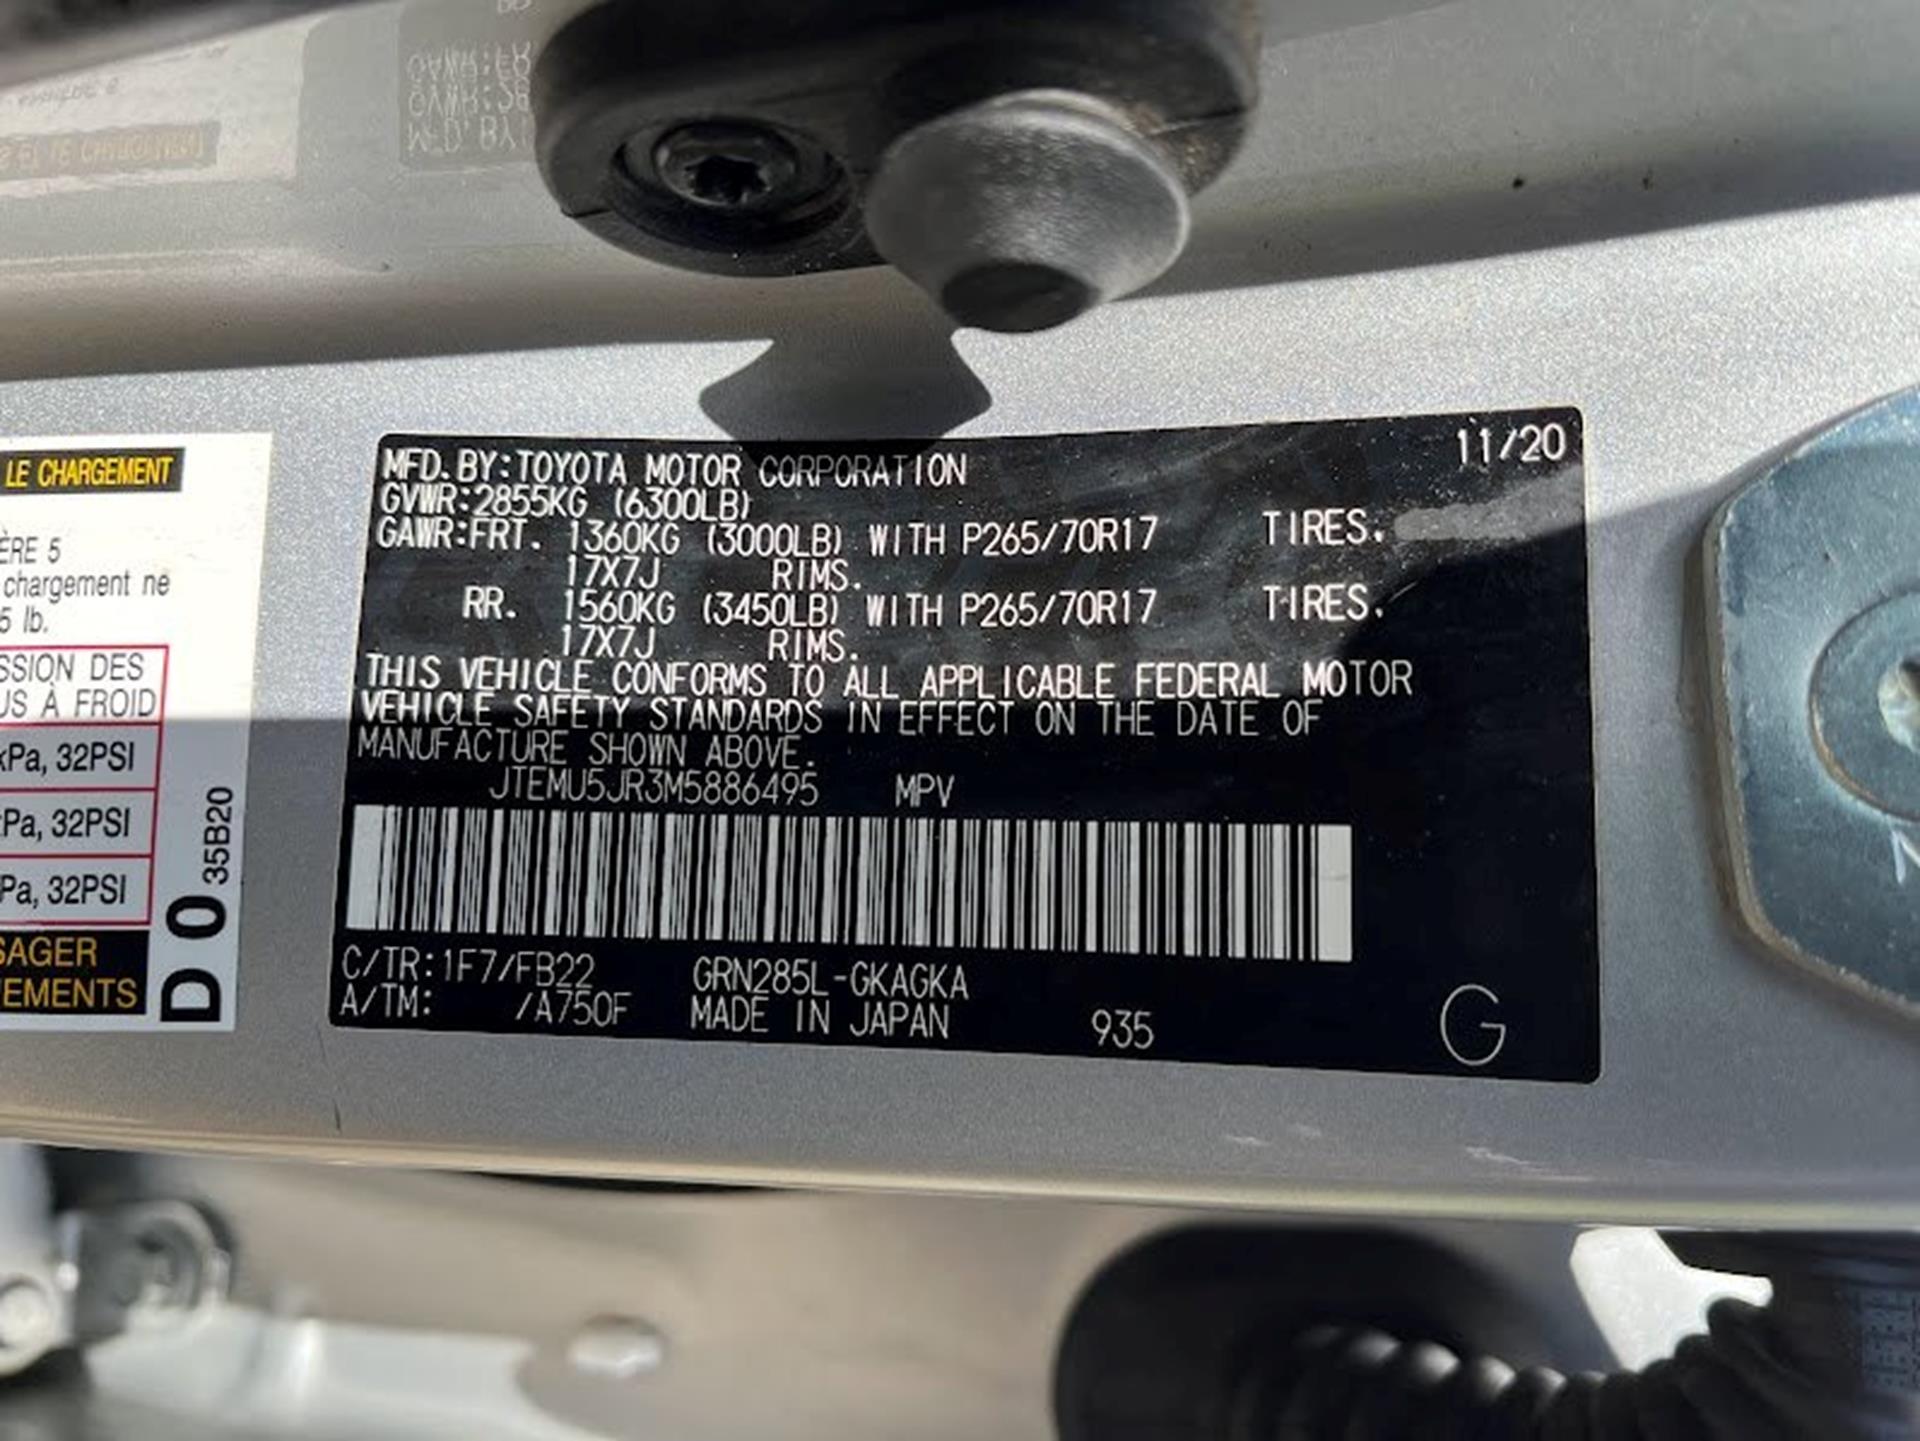 LE CHARGEMENT
ÈRE 5
chargement ne
5 lb.
SSION DES
US À FROID
kPa, 32PSI
kPa, 32PSI
Pa, 32PSI
SAGER
NEMENTS
D 0 35B20
MFD. BY:TOYOTA MOTOR CORPORATION 11/20
GVWR:2855KG (6300LB)
GAWR:FRT. 1360KG (3000LB) WITH P265/70R17 TIRES.
17X7J RIMS.
RR. 1560KG (3450LB) WITH P265/70R17 TIRES.
17X7J RIMS.
THIS VEHICLE CONFORMS TO ALL APPLICABLE FEDERAL MOTOR
VEHICLE SAFETY STANDARDS IN EFFECT ON THE DATE OF
MANUFACTURE SHOWN ABOVE.
JTEMU5JR3M5886495 MPV
C/TR:1F7/FB22 GRN285L-GKAGKA
A/TM: /A750F MADE IN JAPAN 935 G